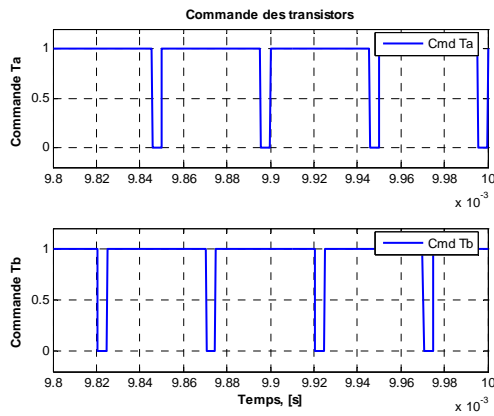 Commande des transistors
Commande Ta
1
0.5
0
Cmd Ta
9.8 9.82 9.84 9.86 9.88 9.9 9.92 9.94 9.96 9.98 10
x 10⁻³
Commande Tb
1
0.5
0
Cmd Tb
9.8 9.82 9.84 9.86 9.88 9.9 9.92 9.94 9.96 9.98 10
Temps, [s]
x 10⁻³